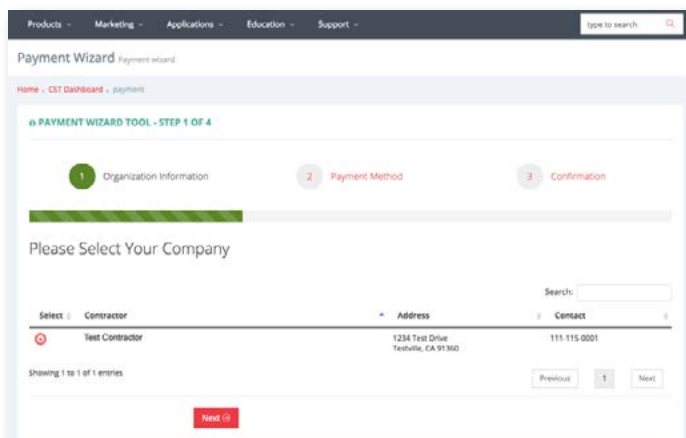 Products Marketing Applications Education Support type to search
Payment Wizard Payment wizard
Home CST Dashboard payment
PAYMENT WIZARD TOOL - STEP 1 OF 4
1 Organization Information 2 Payment Method 3 Confirmation
Please Select Your Company
Search:
Select Contractor Address Contact
Test Contractor 1234 Test Drive 111-115-0001
Testville, CA 91360
Showing 1 to 1 of 1 entries
Previous 1 Next
Next